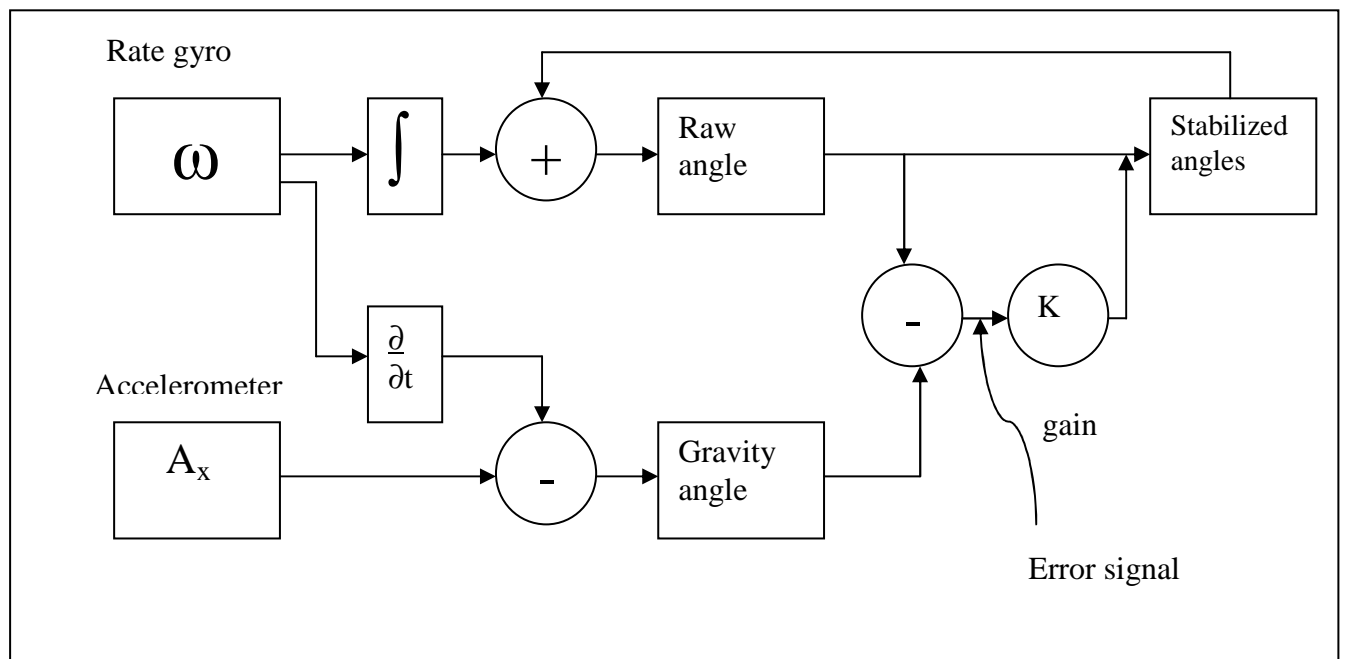 Rate gyro
ω
∫
+
Raw
angle
Stabilized
angles
-
K
∂
∂t
Accelerometer
gain
Aₓ
-
Gravity
angle
Error signal